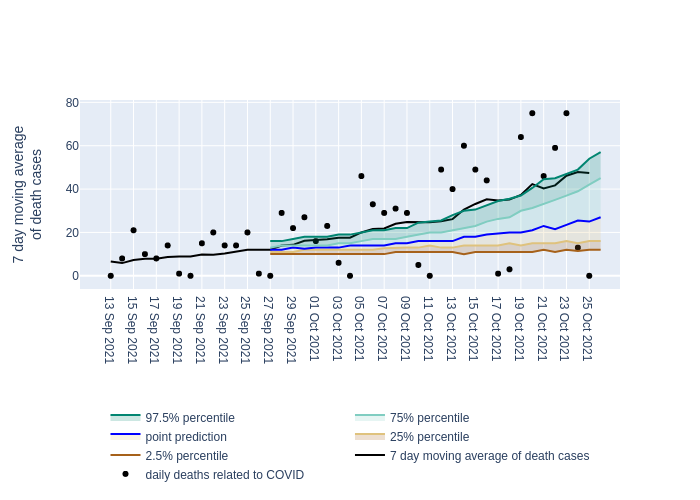 80
60
40
20
0
7 day moving average
of death cases
13 Sep 2021
15 Sep 2021
17 Sep 2021
19 Sep 2021
21 Sep 2021
23 Sep 2021
25 Sep 2021
27 Sep 2021
29 Sep 2021
01 Oct 2021
03 Oct 2021
05 Oct 2021
07 Oct 2021
09 Oct 2021
11 Oct 2021
13 Oct 2021
15 Oct 2021
17 Oct 2021
19 Oct 2021
21 Oct 2021
23 Oct 2021
25 Oct 2021
97.5% percentile
75% percentile
point prediction
25% percentile
2.5% percentile
7 day moving average of death cases
daily deaths related to COVID